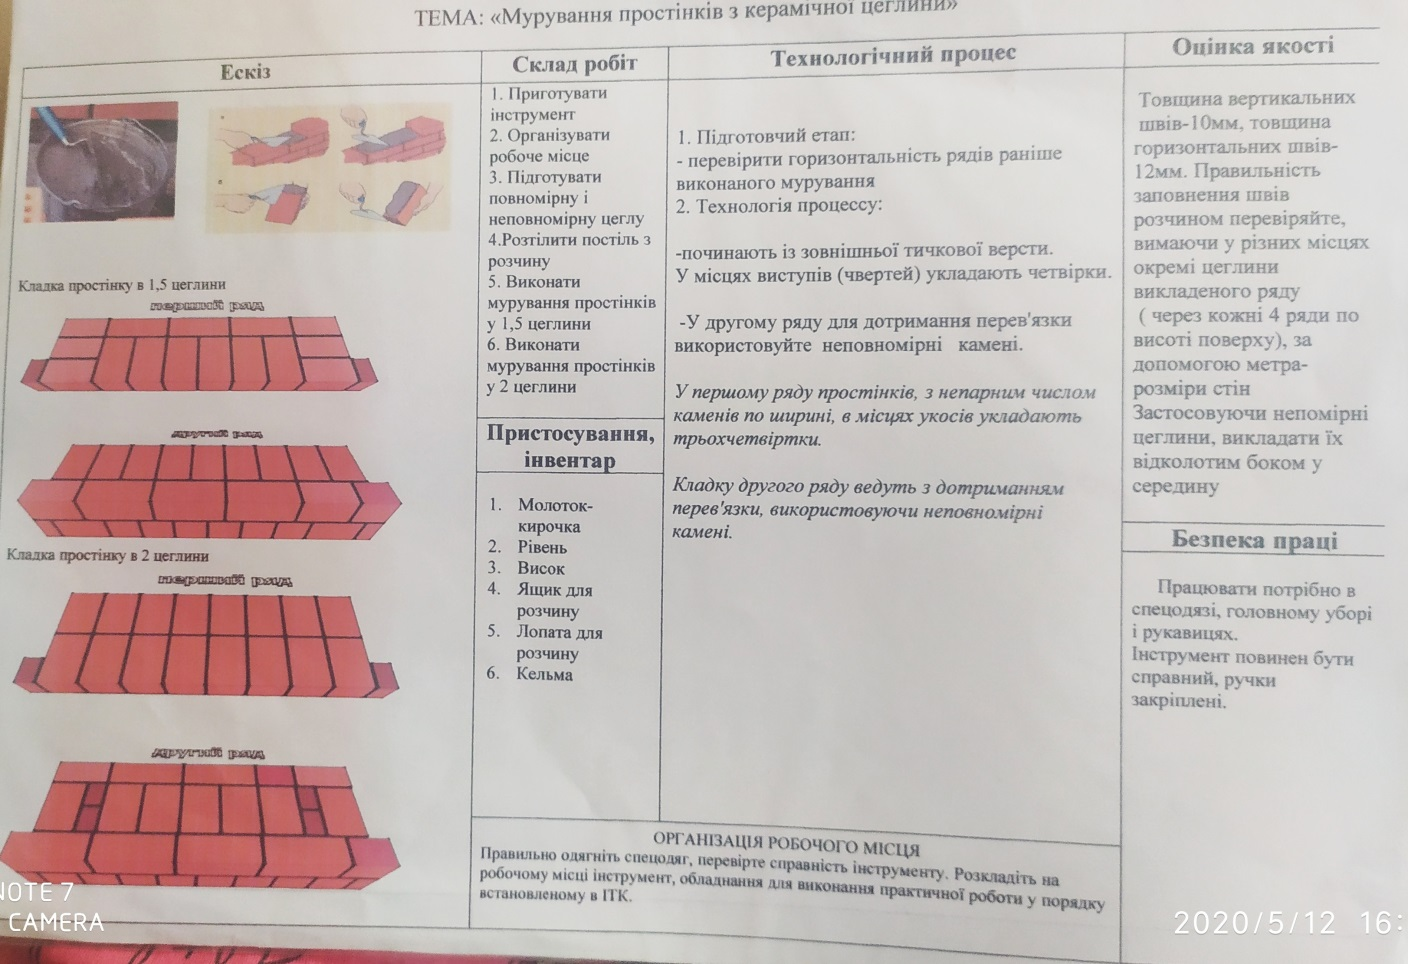 ТЕМА: «Мурування простінків з керамічної цеглини»
Ескіз
Кладка простінку в 1,5 цеглини
перший ряд
другий ряд
Кладка простінку в 2 цеглини
перший ряд
другий ряд
Склад робіт
1. Приготувати
інструмент
2. Організувати
робоче місце
3. Підготувати
повномірну і
неповномірну цеглу
4.Розтілити постіль з
розчину
5. Виконати
мурування простінків
у 1,5 цеглини
6. Виконати
мурування простінків
у 2 цеглини
Пристосування,
інвентар
1. Молоток-
кирочка
2. Рівень
3. Висок
4. Ящик для
розчину
5. Лопата для
розчину
6. Кельма
Технологічний процес
1. Підготовчий етап:
- перевірити горизонтальність рядів раніше
виконаного мурування
2. Технологія процессу:
-починають із зовнішньої тичкової версти.
У місцях виступів (чвертей) укладають четвірки.
-У другому ряду для дотримання перев'язки
використовуйте неповномірні камені.
У першому ряду простінків, з непарним числом
каменів по ширині, в місцях укосів укладають
трьохчетвіртки.
Кладку другого ряду ведуть з дотриманням
перев'язки, використовуючи неповномірні
камені.
Оцінка якості
Товщина вертикальних
швів-10мм, товщина
горизонтальних швів-
12мм. Правильність
заповнення швів
розчином перевіряйте,
вимаючи у різних місцях
окремі цеглини
викладеного ряду
( через кожні 4 ряди по
висоті поверху), за
допомогою метра-
розміри стін
Застосовуючи непомірні
цеглини, викладати їх
відколотим боком у
середину
Безпека праці
Працювати потрібно в
спецодязі, головному уборі
і рукавицях.
Інструмент повинен бути
справний, ручки
закріплені.
ОРГАНІЗАЦІЯ РОБОЧОГО МІСЦЯ
Правильно одягніть спецодяг, перевірте справність інструменту. Розкладіть на
робочому місці інструмент, обладнання для виконання практичної роботи у порядку
встановленому в ІТК.
NOTE 7
CAMERA
2020/5/12 16: